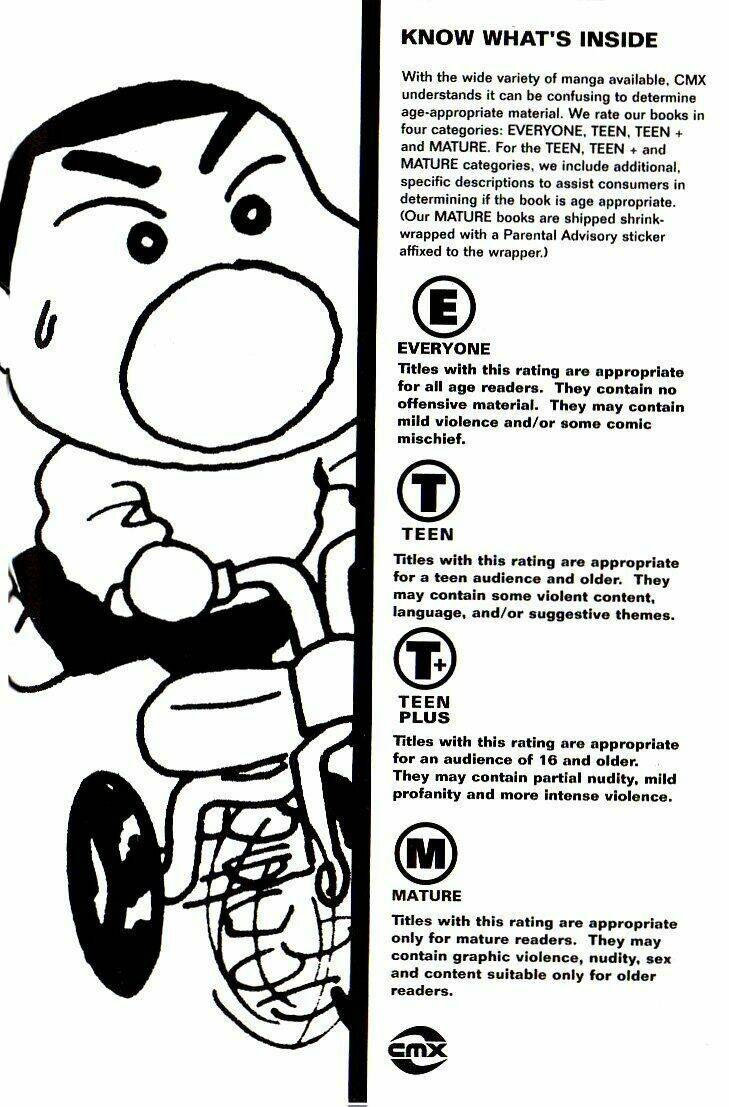 KNOW WHAT'S INSIDE
With the wide variety of manga available, CMX
understands it can be confusing to determine
age-appropriate material. We rate our books in
four categories: EVERYONE, TEEN, TEEN +
and MATURE. For the TEEN, TEEN + and
MATURE categories, we include additional,
specific descriptions to assist consumers in
determining if the book is age appropriate.
(Our MATURE books are shipped shrink-
wrapped with a Parental Advisory sticker
affixed to the wrapper.)
E
EVERYONE
Titles with this rating are appropriate
for all age readers. They contain no
offensive material. They may contain
mild violence and/or some comic
mischief.
T
TEEN
Titles with this rating are appropriate
for a teen audience and older. They
may contain some violent content,
language, and/or suggestive themes.
T+
TEEN
PLUS
Titles with this rating are appropriate
for an audience of 16 and older.
They may contain partial nudity, mild
profanity and more intense violence.
M
MATURE
Titles with this rating are appropriate
only for mature readers. They may
contain graphic violence, nudity, sex
and content suitable only for older
readers.
cmx